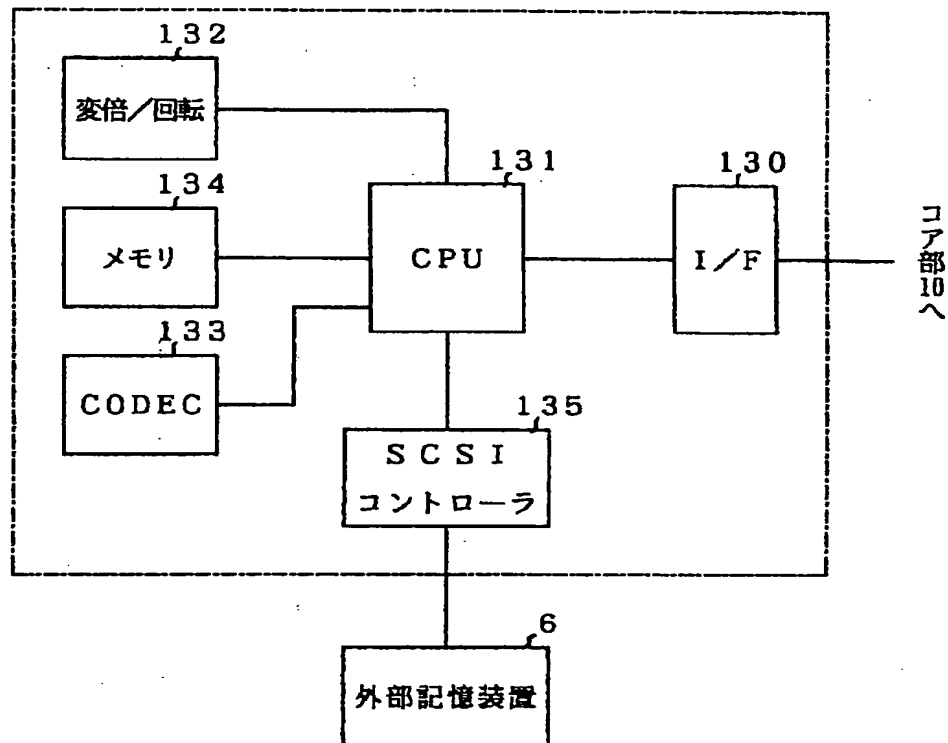 132
変倍／回転
134
メモリ
133
CODEC
131
CPU
130
I／F
コア部10へ
135
SCSI
コントローラ
6
外部記憶装置